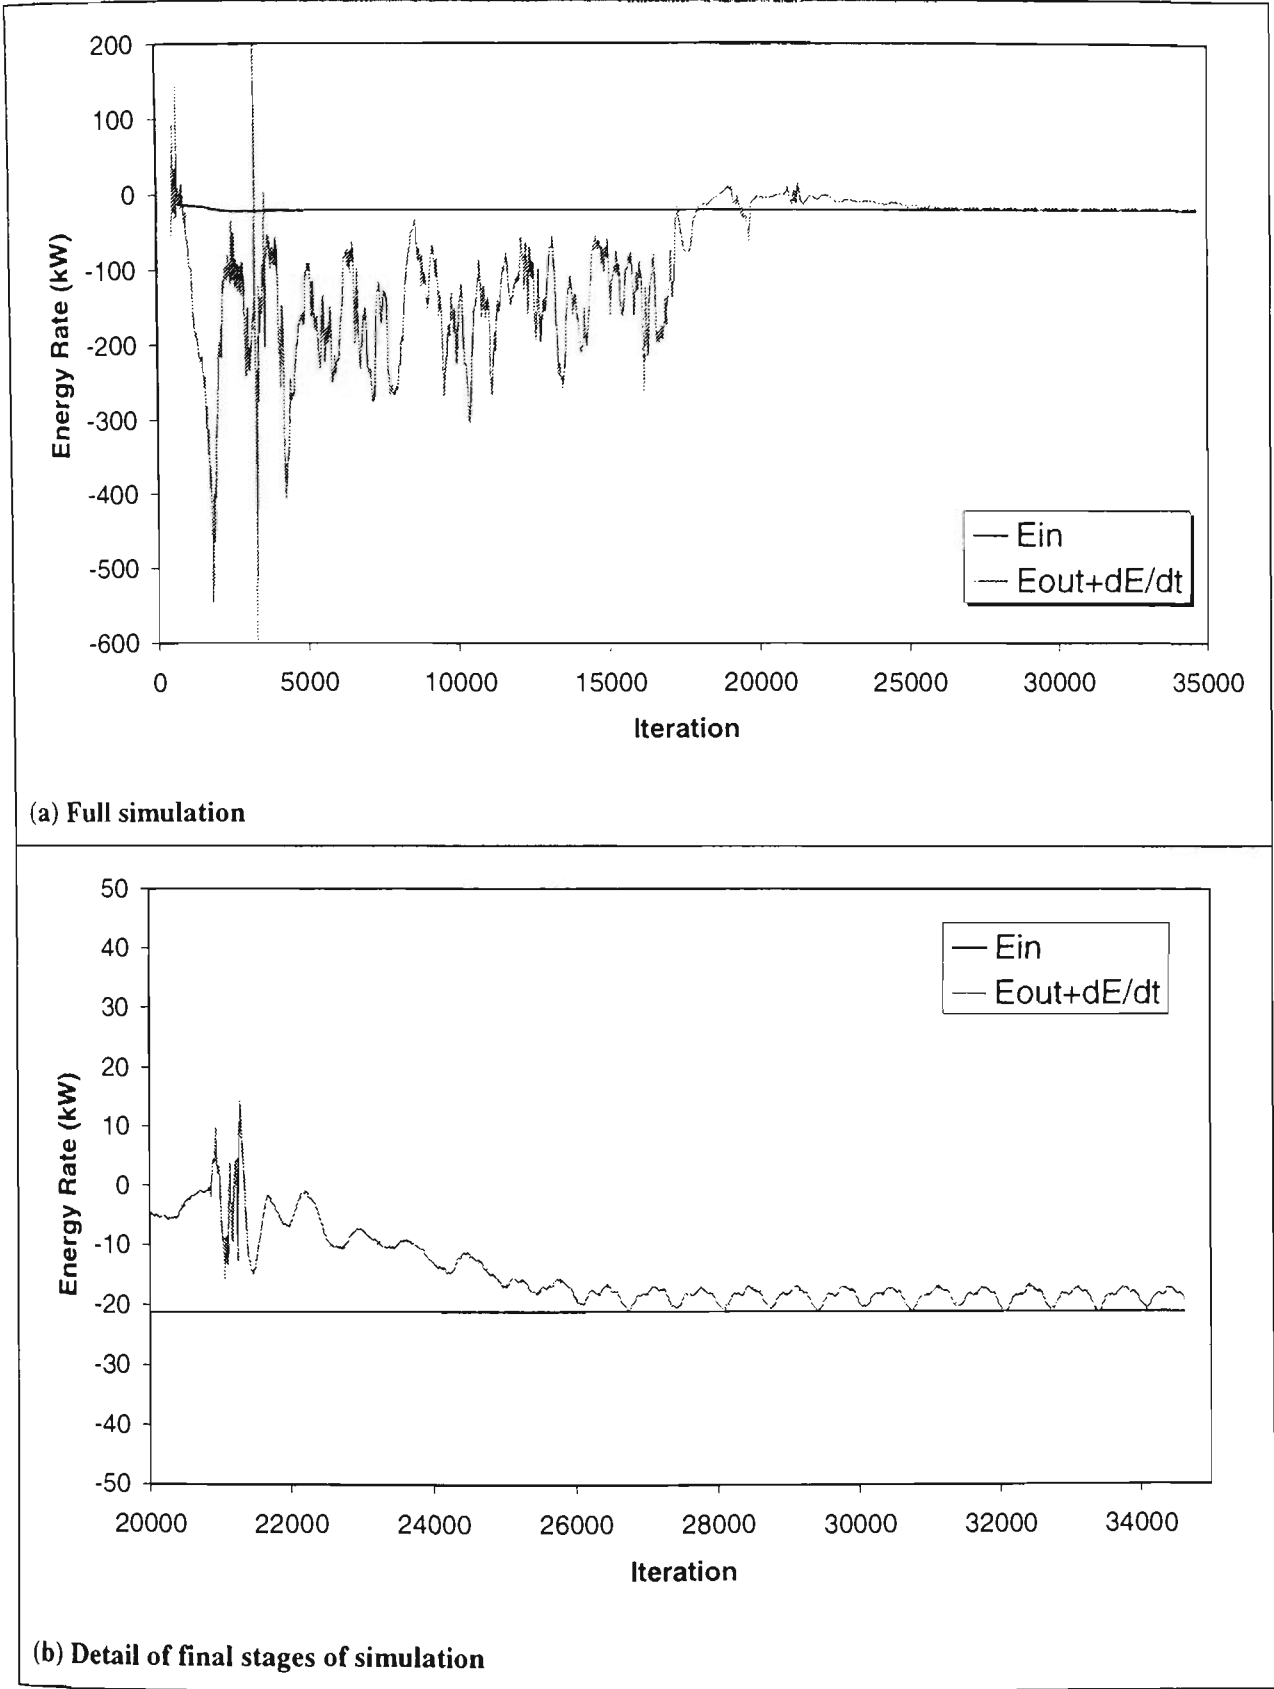 200
100
0
-100
-200
-300
-400
-500
-600
Energy Rate (kW)
Ein
Eout+dE/dt
0 5000 10000 15000 20000 25000 30000 35000
Iteration
(a) Full simulation
50
40
30
20
10
0
-10
-20
-30
-40
-50
Energy Rate (kW)
Ein
Eout+dE/dt
20000 22000 24000 26000 28000 30000 32000 34000
Iteration
(b) Detail of final stages of simulation